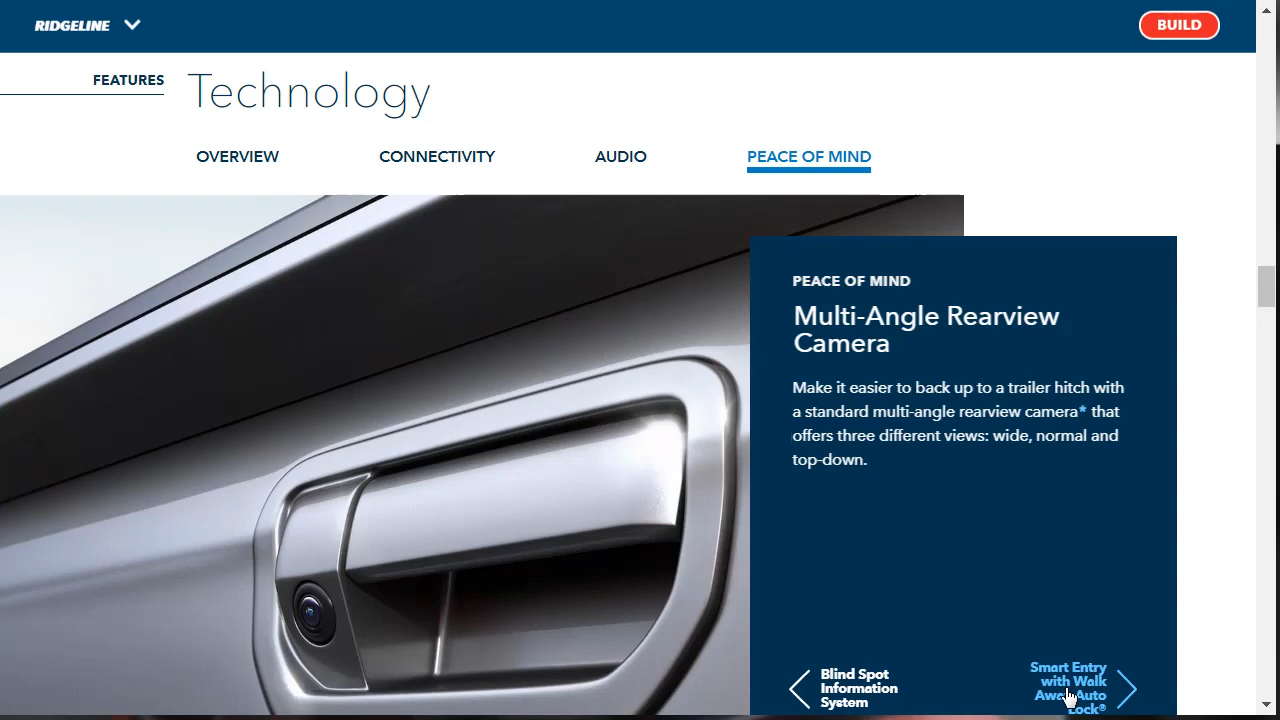 RIDGELINE
BUILD
FEATURES
Technology
OVERVIEW
CONNECTIVITY
AUDIO
PEACE OF MIND
PEACE OF MIND
Multi-Angle Rearview
Camera
Make it easier to back up to a trailer hitch with
a standard multi-angle rearview camera* that
offers three different views: wide, normal and
top-down.
Blind Spot
Information
System
Smart Entry
with Walk
Away Auto
Lock®